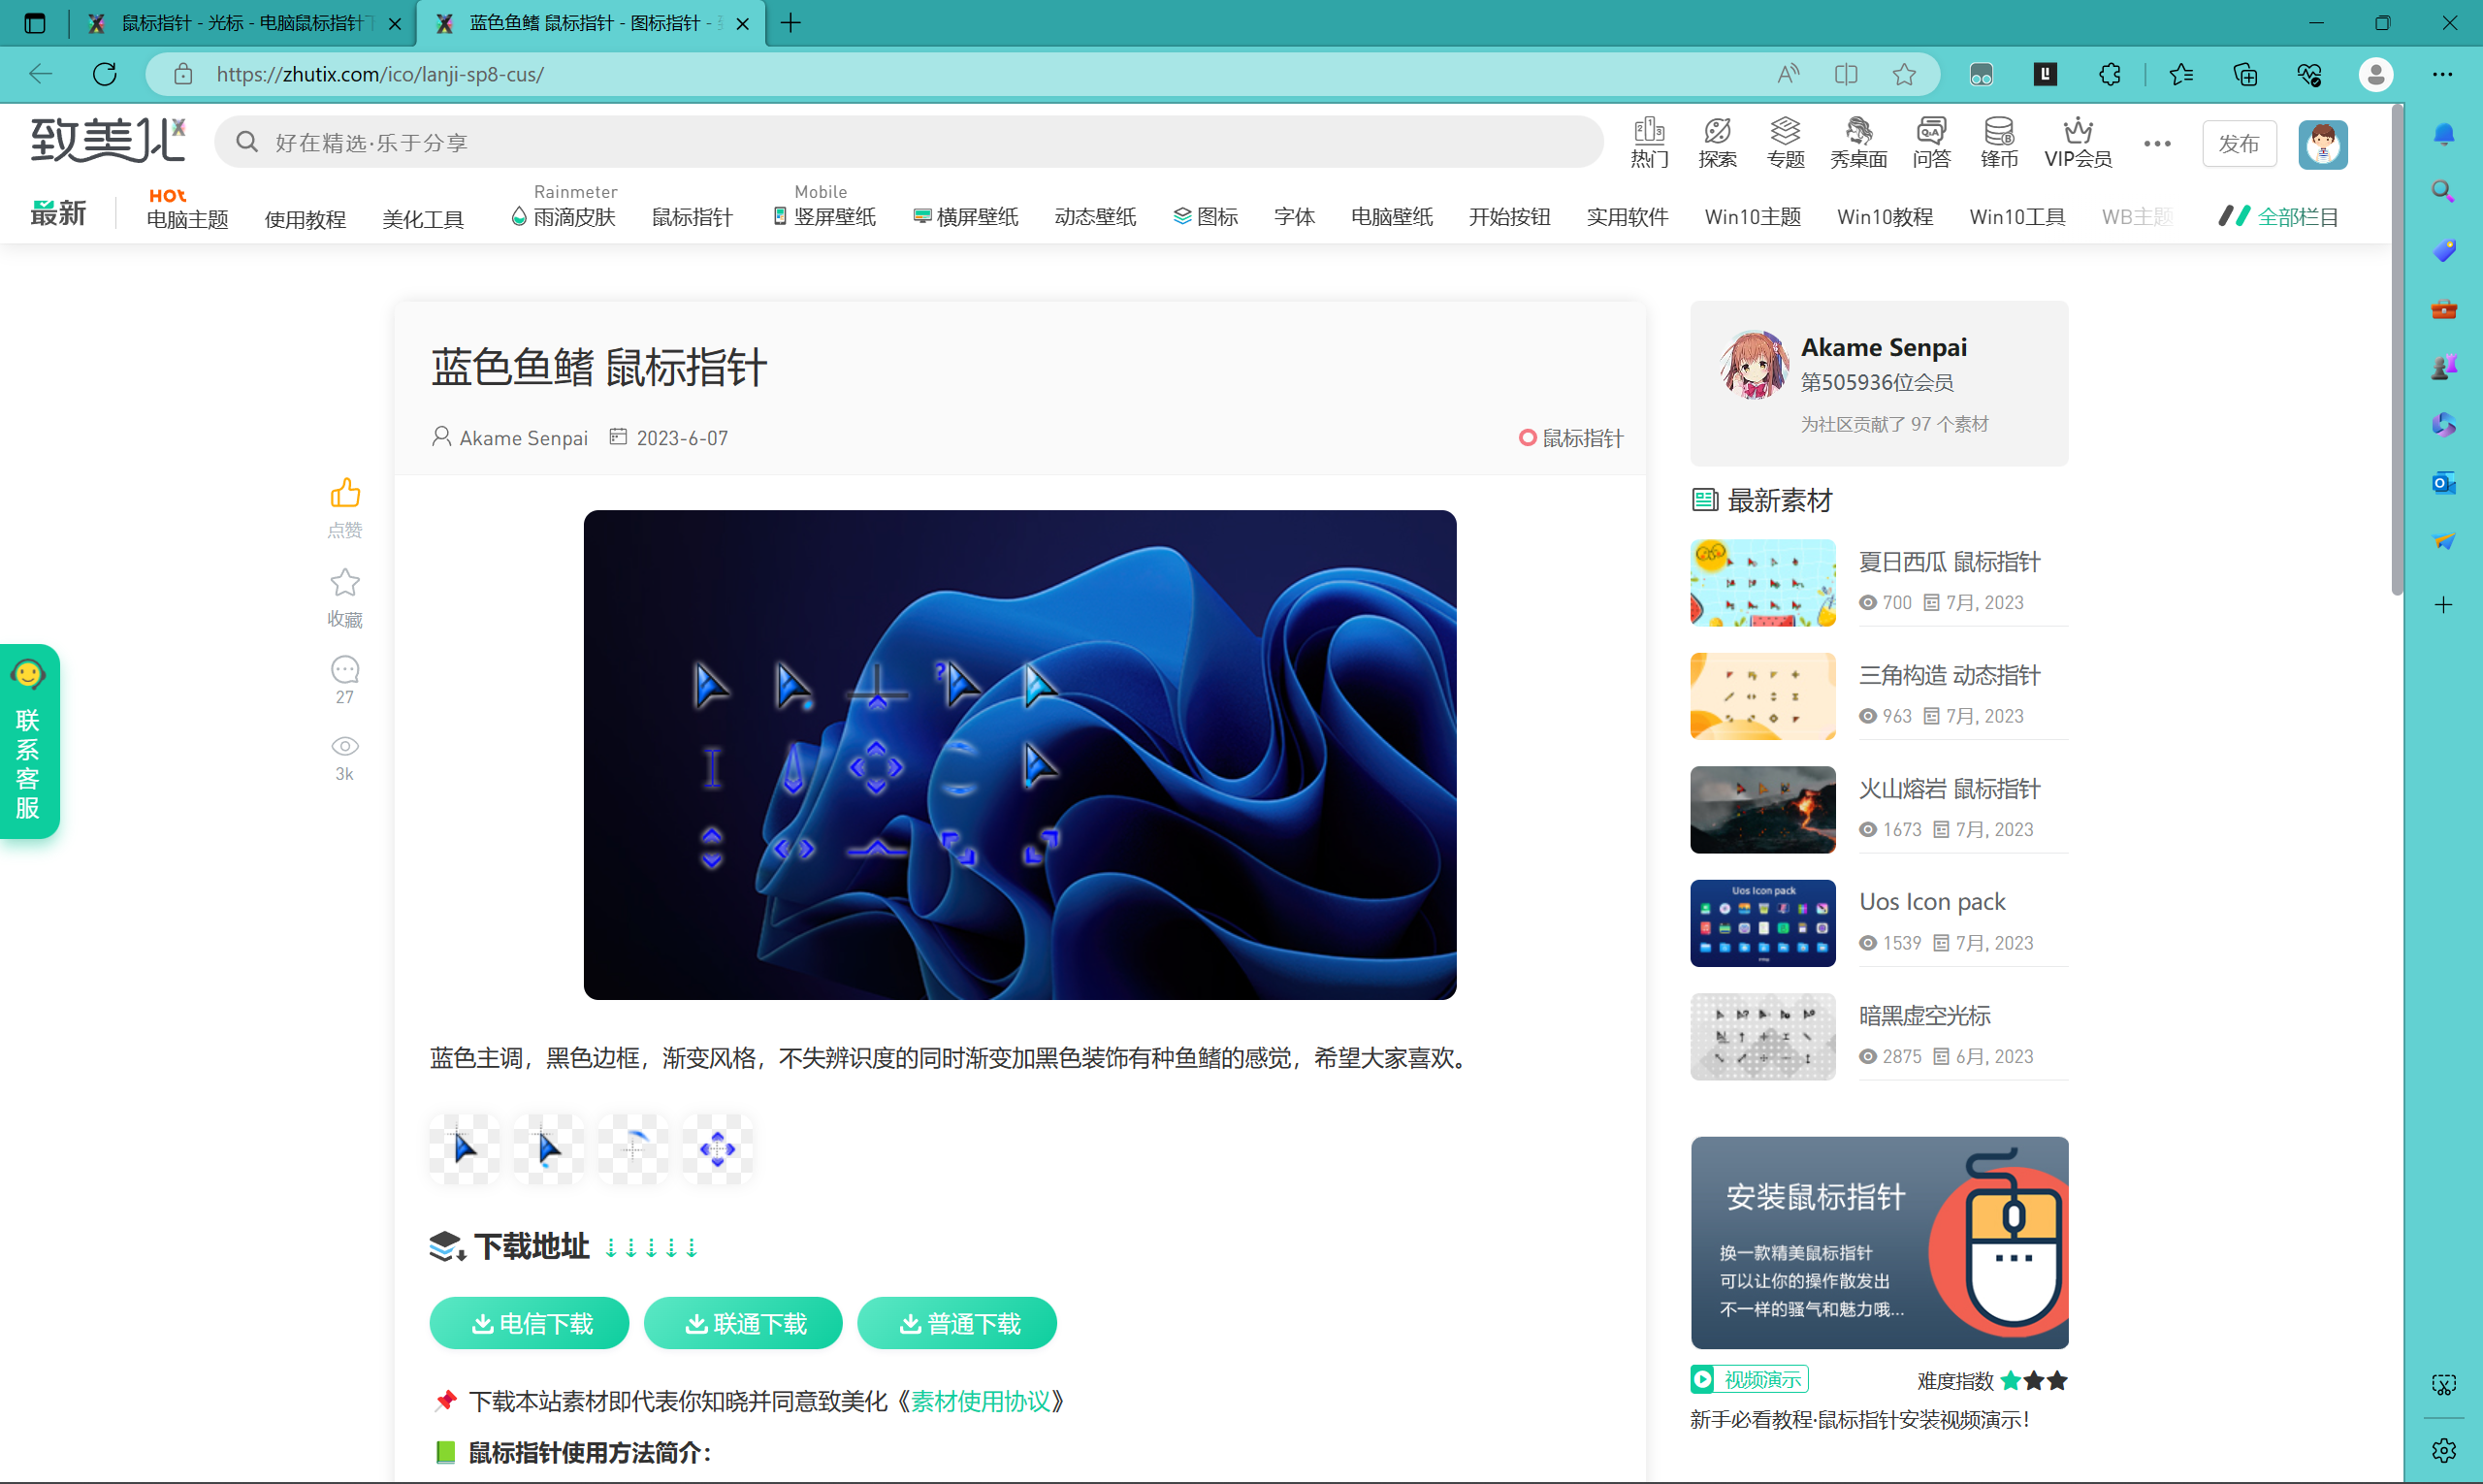 鼠标指针 - 光标 - 电脑鼠标指针下
蓝色鱼鳍 鼠标指针 - 图标指针 -
https://zhutix.com/ico/lanji-sp8-cus/
致美化
好在精选·乐于分享
热门
探索
专题
秀桌面
问答
锋币
VIP会员
发布
最新
HOT
电脑主题
使用教程
美化工具
Rainmeter
雨滴皮肤
鼠标指针
Mobile
竖屏壁纸
横屏壁纸
动态壁纸
图标
字体
电脑壁纸
开始按钮
实用软件
Win10主题
Win10教程
Win10工具
WB主题
全部栏目
蓝色鱼鳍 鼠标指针
Akame Senpai 2023-6-07
鼠标指针
点赞
收藏
27
3k
联系客服
蓝色主调，黑色边框，渐变风格，不失辨识度的同时渐变加黑色装饰有种鱼鳍的感觉，希望大家喜欢。
下载地址
电信下载
联通下载
普通下载
下载本站素材即代表你知晓并同意致美化《素材使用协议》
鼠标指针使用方法简介：
Akame Senpai
第505936位会员
为社区贡献了 97 个素材
最新素材
夏日西瓜 鼠标指针
700 7月, 2023
三角构造 动态指针
963 7月, 2023
火山熔岩 鼠标指针
1673 7月, 2023
Uos Icon pack
Uos Icon pack
1539 7月, 2023
暗黑虚空光标
2875 6月, 2023
安装鼠标指针
换一款精美鼠标指针
可以让你的操作散发出
不一样的骚气和魅力哦...
视频演示
难度指数
新手必看教程·鼠标指针安装视频演示！